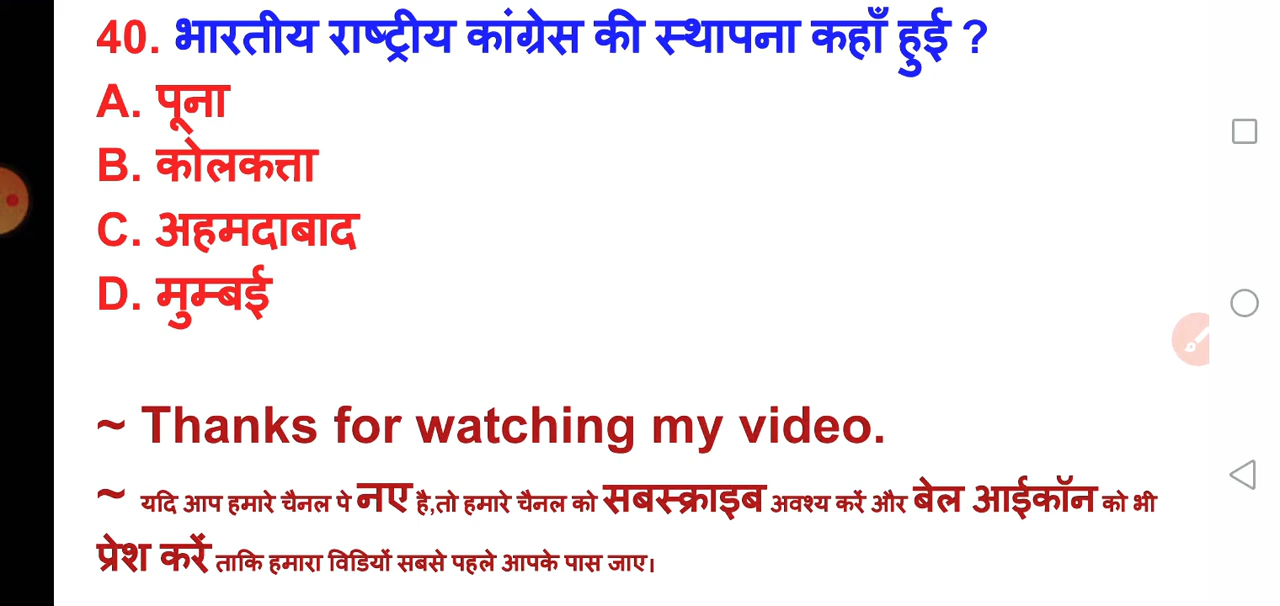 40. भारतीय राष्ट्रीय कांग्रेस की स्थापना कहाँ हुई ?
A. पूना
B. कोलकत्ता
C. अहमदाबाद
D. मुम्बई
~ Thanks for watching my video.
~ यदि आप हमारे चैनल पे नए है,तो हमारे चैनल को सबस्क्राइब अवश्य करें और बेल आईकॉन को भी
प्रेश करें ताकि हमारा विडियों सबसे पहले आपके पास जाए।